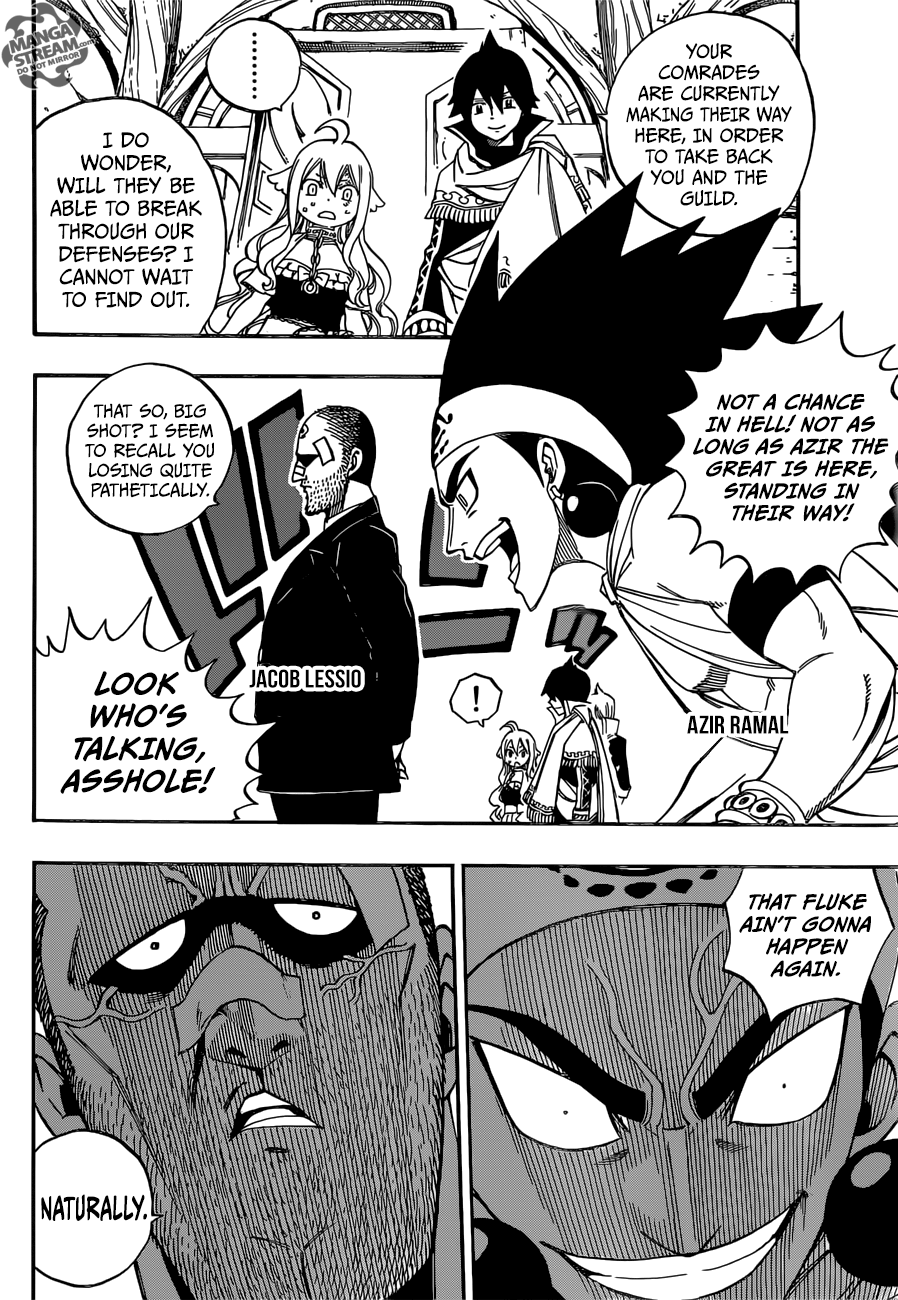 YOUR
COMRADES
ARE CURRENTLY
MAKING THEIR WAY
HERE, IN ORDER
TO TAKE BACK
YOU AND THE
GUILD.
........
I DO
WONDER,
WILL THEY BE
ABLE TO BREAK
THROUGH OUR
DEFENSES? I
CANNOT WAIT
TO FIND OUT.
MANGA
STREAM.com
DO NOT MIRROR!
NOT A CHANCE
IN HELL! NOT AS
LONG AS AZIR THE
GREAT IS HERE,
STANDING IN
THEIR WAY!
AZIR RAMAL
THAT SO, BIG
SHOT? I SEEM
TO RECALL YOU
LOSING QUITE
PATHETICALLY.
JACOB LESSIO
!
LOOK
WHO'S
TALKING,
ASSHOLE!
THAT FLUKE
AIN'T GONNA
HAPPEN
AGAIN.
NATURALLY.